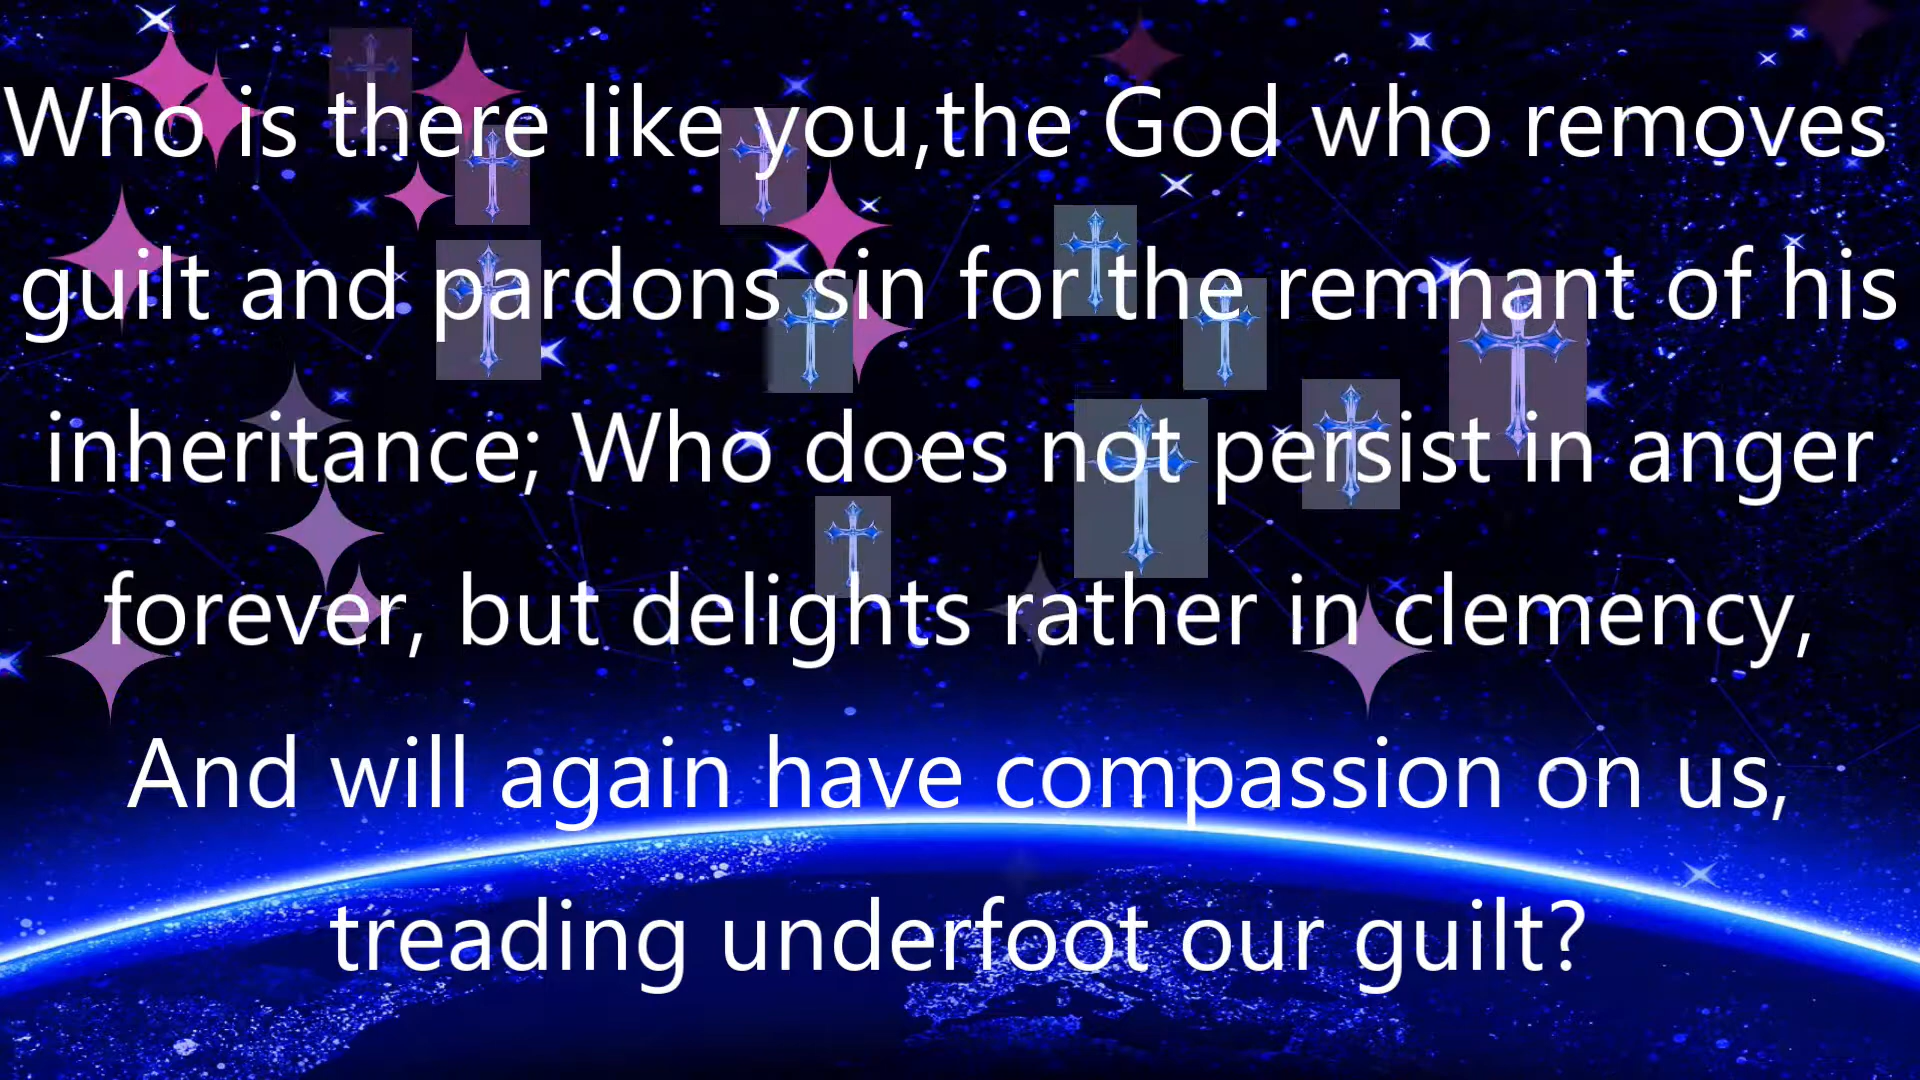 Who is there like you,the God who removes
guilt and pardons sin for the remnant of his
inheritance; Who does not persist in anger
forever, but delights rather in clemency,
And will again have compassion on us,
treading underfoot our guilt?